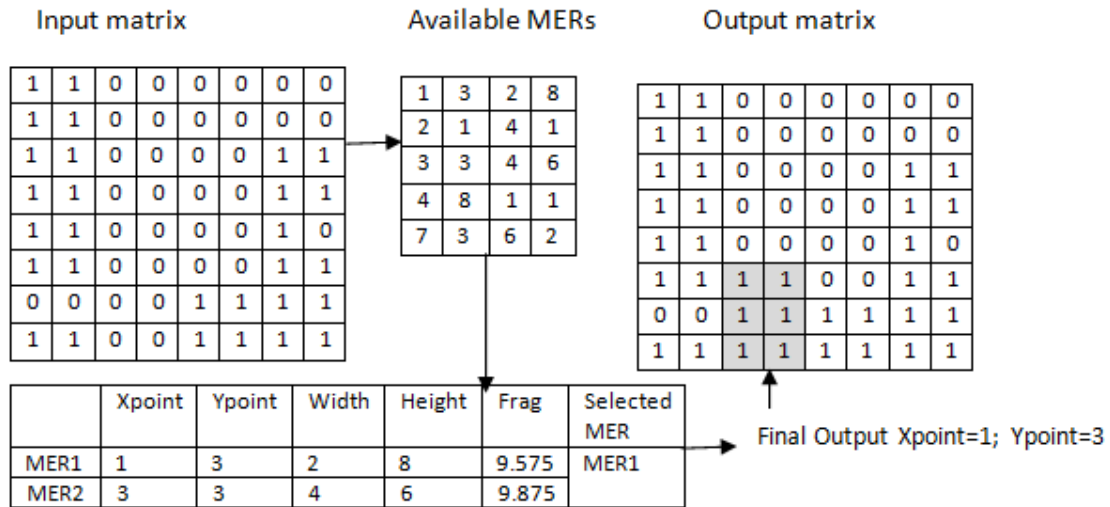 Input matrix
1 1 0 0 0 0 0 0
1 1 0 0 0 0 0 0
1 1 0 0 0 0 1 1
1 1 0 0 0 0 1 1
1 1 0 0 0 0 1 0
1 1 0 0 0 0 1 1
0 0 0 0 1 1 1 1
1 1 0 0 1 1 1 1
Available MERs
1 3 2 8
2 1 4 1
3 3 4 6
4 8 1 1
7 3 6 2
Output matrix
1 1 0 0 0 0 0 0
1 1 0 0 0 0 0 0
1 1 0 0 0 0 1 1
1 1 0 0 0 0 1 1
1 1 0 0 0 0 1 0
1 1 1 1 0 0 1 1
0 0 1 1 1 1 1 1
1 1 1 1 1 1 1 1
Xpoint Ypoint Width Height Frag Selected
MER
MER1 1 3 2 8 9.575 MER1
MER2 3 3 4 6 9.875
Final Output Xpoint=1; Ypoint=3